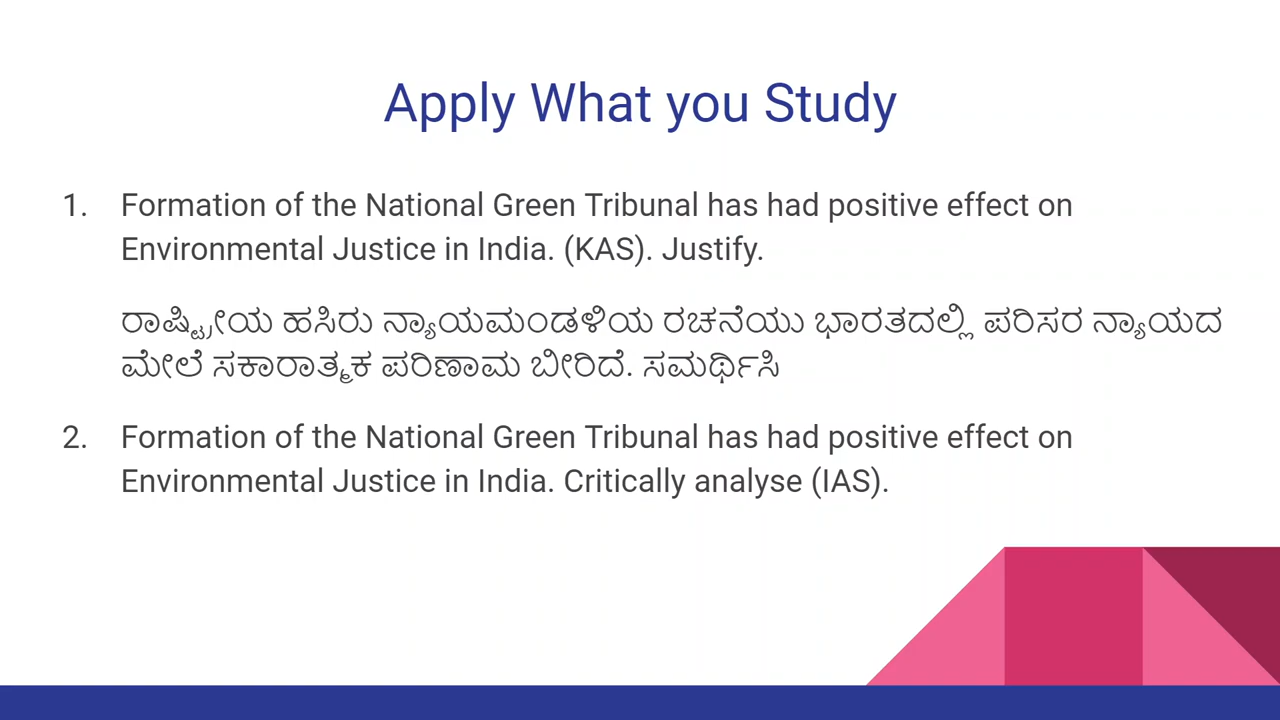 Apply What you Study
1. Formation of the National Green Tribunal has had positive effect on
Environmental Justice in India. (KAS). Justify.
ರಾಷ್ಟ್ರೀಯ ಹಸಿರು ನ್ಯಾಯಮಂಡಳಿಯ ರಚನೆಯು ಭಾರತದಲ್ಲಿ ಪರಿಸರ ನ್ಯಾಯದ
ಮೇಲೆ ಸಕಾರಾತ್ಮಕ ಪರಿಣಾಮ ಬೀರಿದೆ. ಸಮರ್ಥಿಸಿ
2. Formation of the National Green Tribunal has had positive effect on
Environmental Justice in India. Critically analyse (IAS).